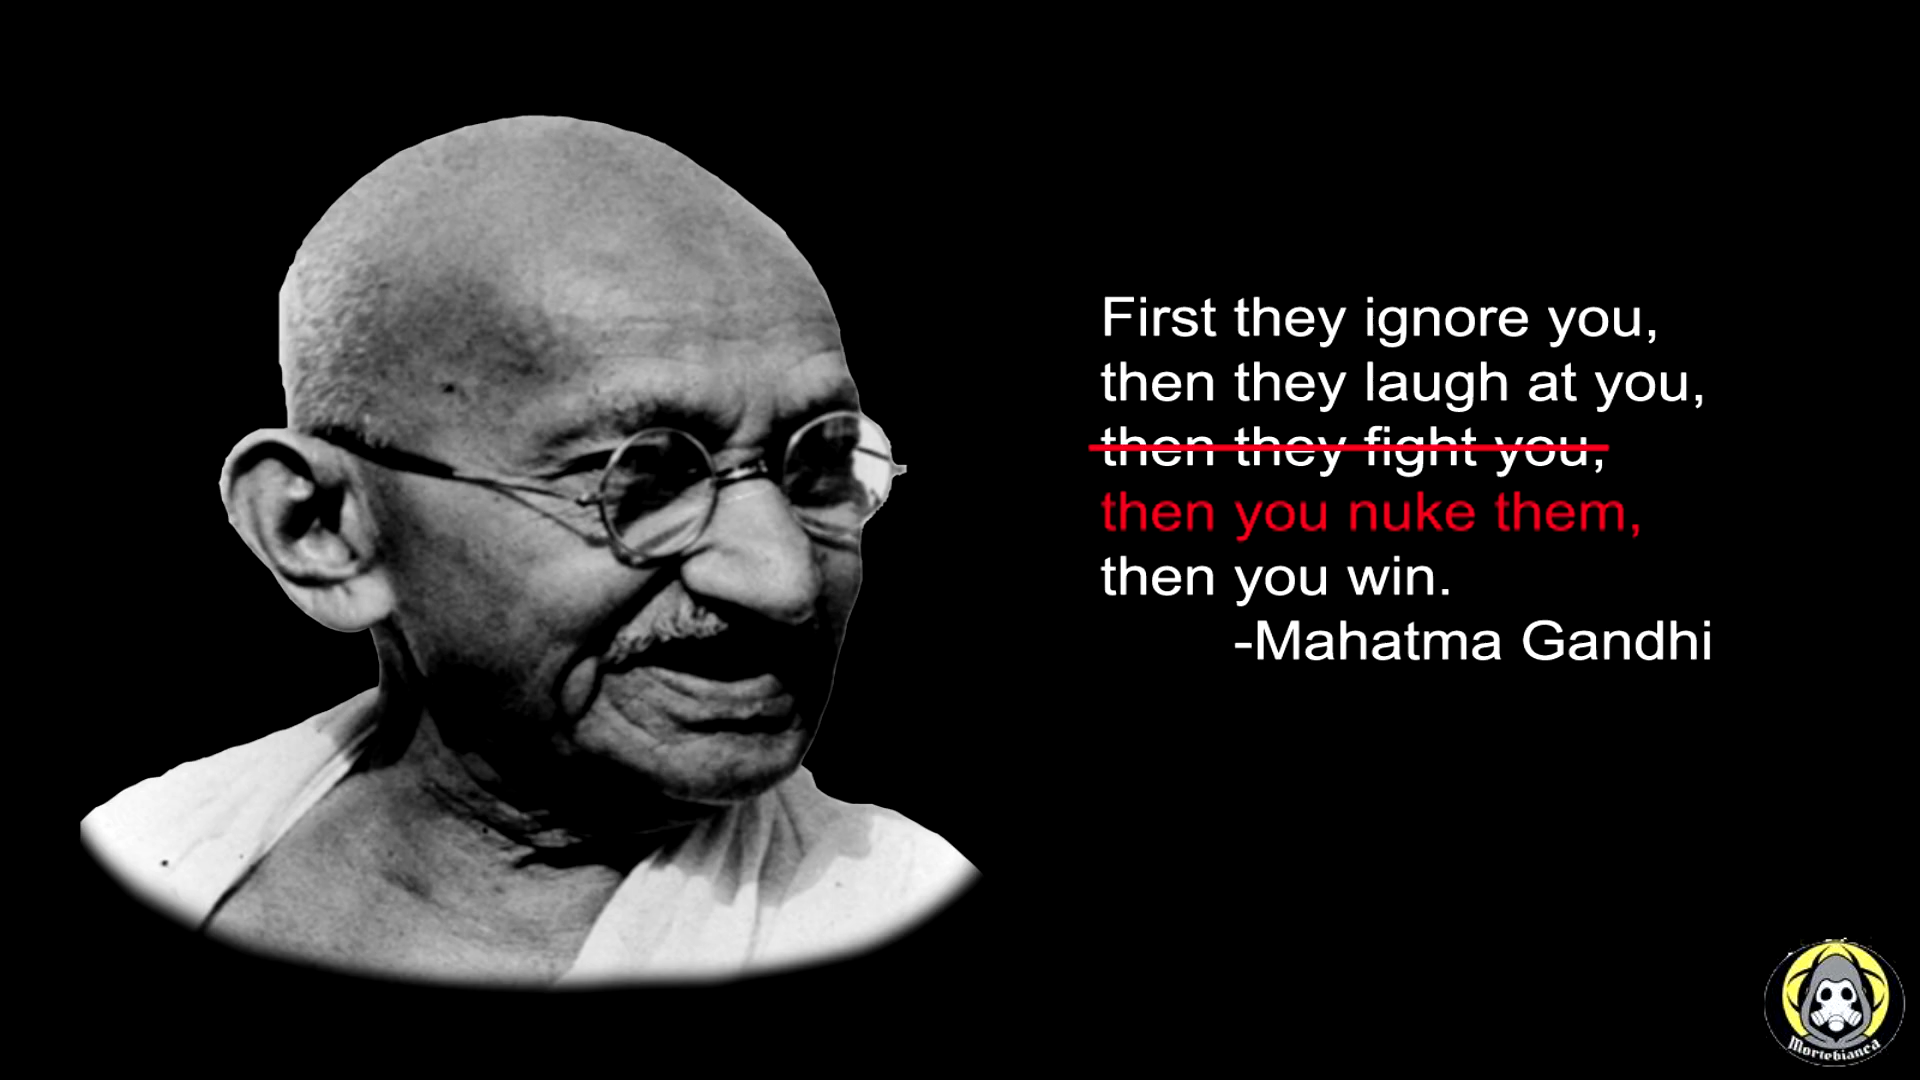 First they ignore you,
then they laugh at you,
then they fight you,
then you nuke them,
then you win.
-Mahatma Gandhi
Mortebianca